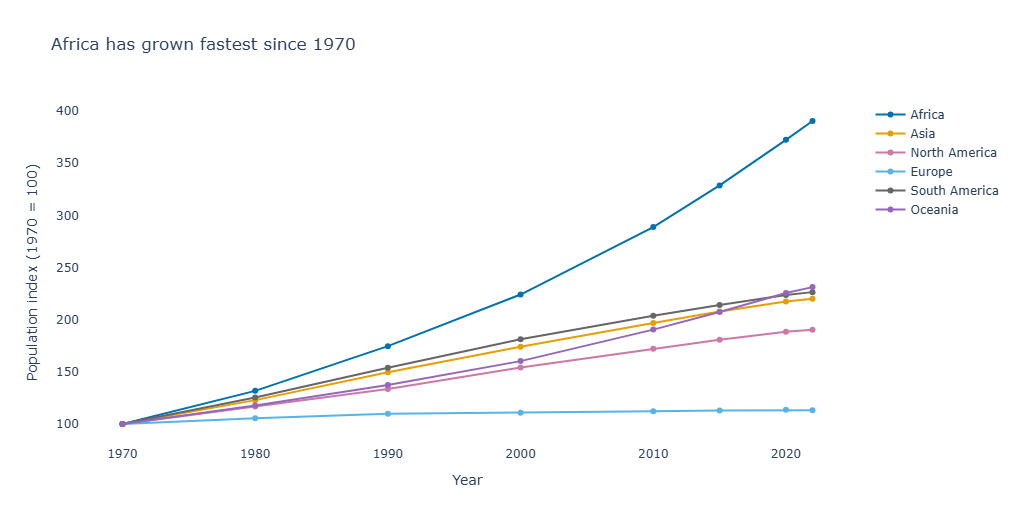 Africa has grown fastest since 1970
Population index (1970 = 100)
400
350
300
250
200
150
100
1970
1980
1990
2000
2010
2020
Year
Africa
Asia
North America
Europe
South America
Oceania